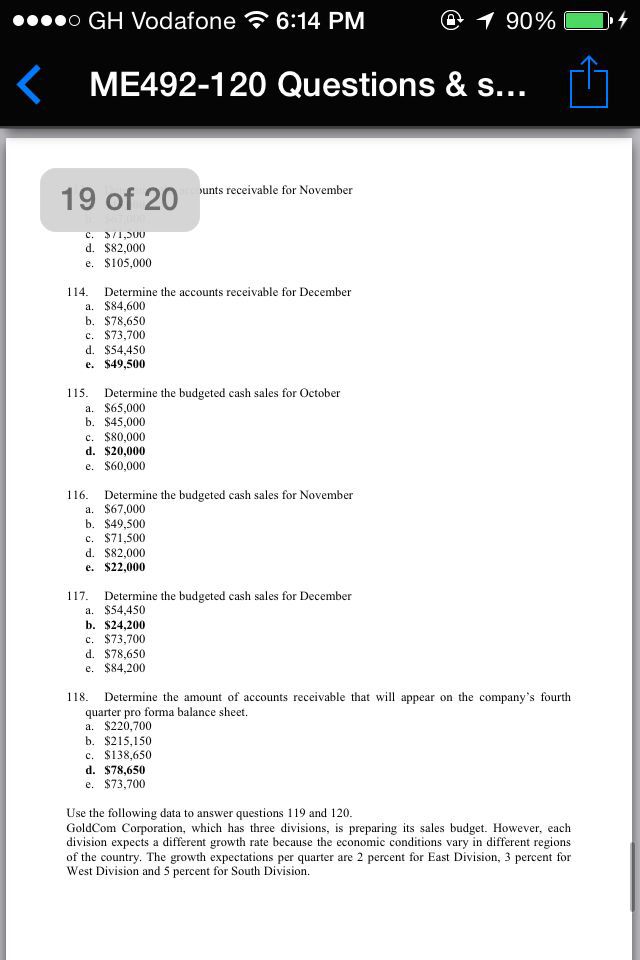 GH Vodafone 6:14 PM 90%
ME492-120 Questions & s...
19 of 20
receivable for November
c. $71,500
d. $82,000
e. $105,000
114. Determine the accounts receivable for December
a. $84,600
b. $78,650
c. $73,700
d. $54,450
e. $49,500
115. Determine the budgeted cash sales for October
a. $65,000
b. $45,000
c. $80,000
d. $20,000
e. $60,000
116. Determine the budgeted cash sales for November
a. $67,000
b. $49,500
c. $71,500
d. $82,000
e. $22,000
117. Determine the budgeted cash sales for December
a. $54,450
b. $24,200
c. $73,700
d. $78,650
e. $84,200
118. Determine the amount of accounts receivable that will appear on the company's fourth
quarter pro forma balance sheet.
a. $220,700
b. $215,150
c. $138,650
d. $78,650
e. $73,700
Use the following data to answer questions 119 and 120.
GoldCom Corporation, which has three divisions, is preparing its sales budget. However, each
division expects a different growth rate because the economic conditions vary in different regions
of the country. The growth expectations per quarter are 2 percent for East Division, 3 percent for
West Division and 5 percent for South Division.